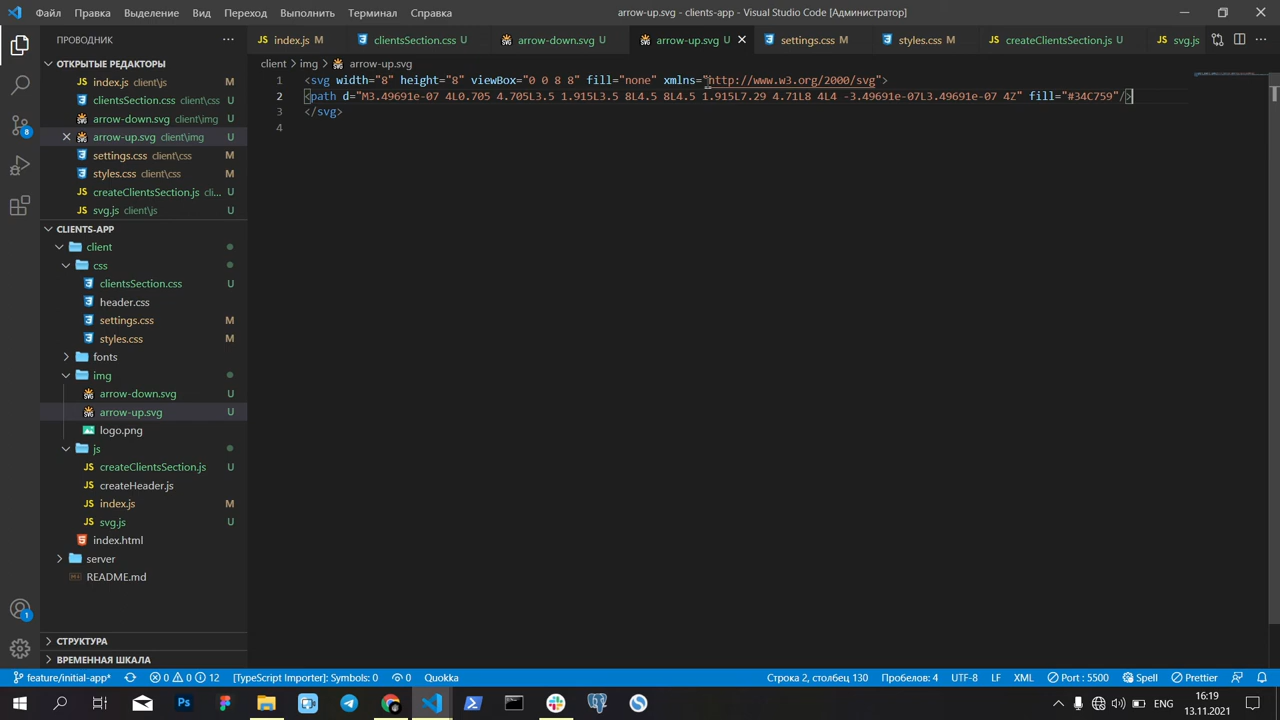 Файл Правка Выделение Вид Переход Выполнить Терминал Справка arrow-up.svg - clients-app - Visual Studio Code [Администратор]
ПРОВОДНИК
index.js M clientsSection.css U arrow-down.svg U arrow-up.svg U settings.css M styles.css M createClientsSection.js U svg.js U
client > img > arrow-up.svg
ОТКРЫТЫЕ РЕДАКТОРЫ
index.js client\js M
clientsSection.css client\css U
arrow-down.svg client\img U
arrow-up.svg client\img U
settings.css client\css M
styles.css client\css M
createClientsSection.js cli... U
svg.js client\js U
1 <svg width="8" height="8" viewBox="0 0 8 8" fill="none" xmlns="http://www.w3.org/2000/svg">
2 <path d="M3.49691e-07 4L0.705 4.705L3.5 1.915L3.5 8L4.5 8L4.5 1.915L7.29 4.71L8 4L4 -3.49691e-07L3.49691e-07 4Z" fill="#34C759"/>
3 </svg>
4
CLIENTS-APP
client
css
clientsSection.css U
header.css
settings.css M
styles.css M
fonts
img
arrow-down.svg U
arrow-up.svg U
logo.png
js
createClientsSection.js U
createHeader.js
index.js M
svg.js U
index.html
server
README.md
СТРУКТУРА
ВРЕМЕННАЯ ШКАЛА
feature/initial-app* 0 0 12 [TypeScript Importer]: Symbols: 0 0 Quokka Строка 2, столбец 130 Пробелов: 4 UTF-8 LF XML Port : 5500 Spell Prettier
ENG 16:19
13.11.2021